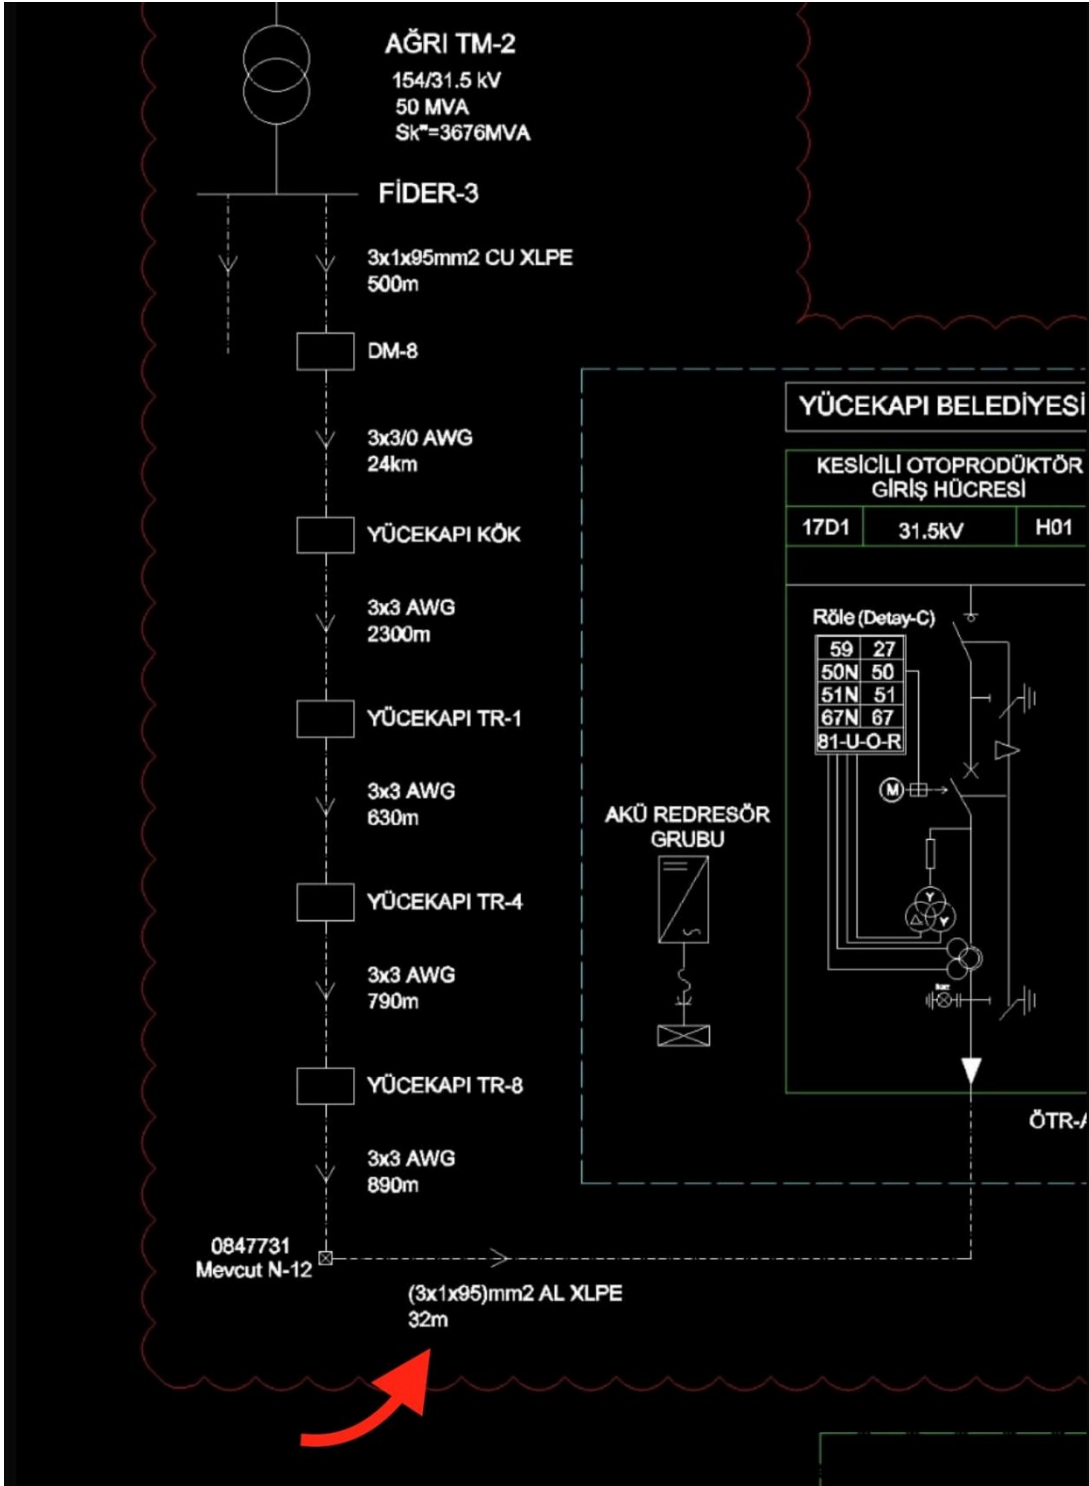 AĞRI TM-2
154/31.5 kV
50 MVA
Sk"=3676MVA
FİDER-3
3x1x95mm2 CU XLPE
500m
DM-8
3x3/0 AWG
24km
YÜCEKAPI KÖK
3x3 AWG
2300m
YÜCEKAPI TR-1
3x3 AWG
630m
YÜCEKAPI TR-4
3x3 AWG
790m
YÜCEKAPI TR-8
3x3 AWG
890m
0847731
Mevcut N-12
(3x1x95)mm2 AL XLPE
32m
YÜCEKAPI BELEDİYESİ
KESİCİLİ OTOPRODÜKTÖR
GİRİŞ HÜCRESİ
17D1 31.5kV H01
Röle (Detay-C)
59 27
50N 50
51N 51
67N 67
81-U-O-R
M
AKÜ REDRESÖR
GRUBU
Y
Y
ÖTR-A